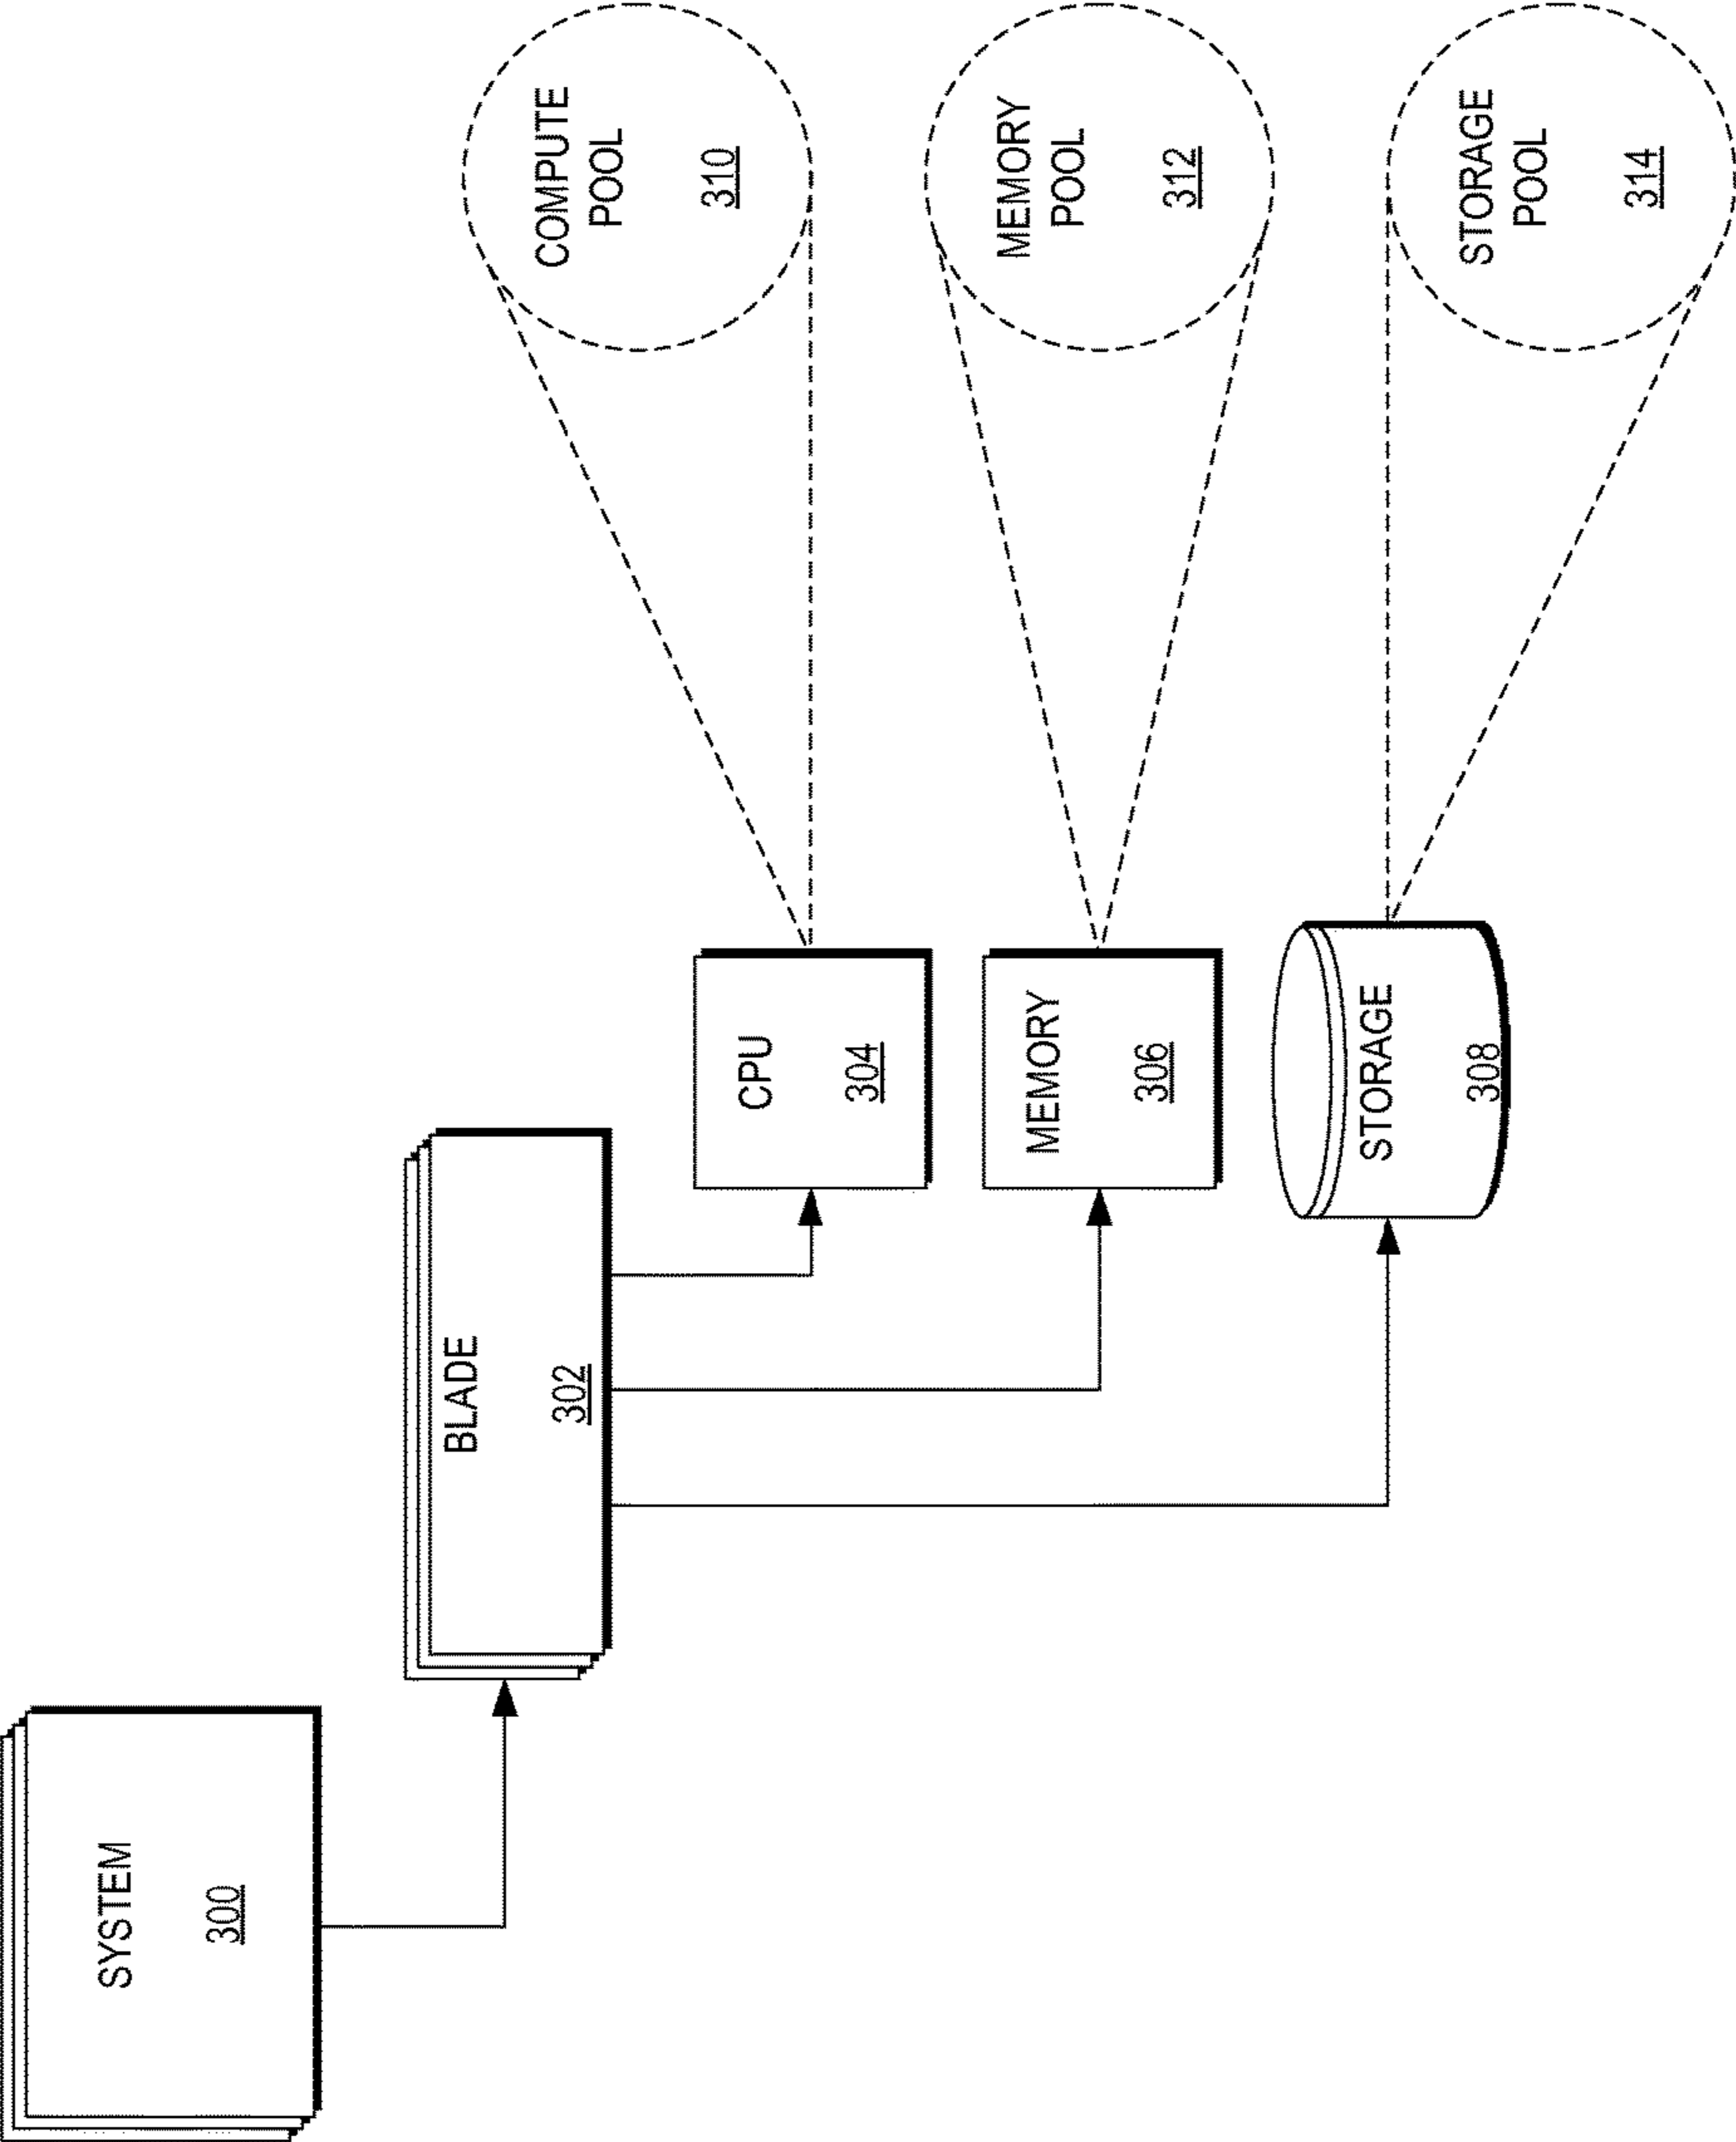 SYSTEM
300
BLADE
302
CPU
304
MEMORY
306
STORAGE
308
COMPUTE
POOL
310
MEMORY
POOL
312
STORAGE
POOL
314